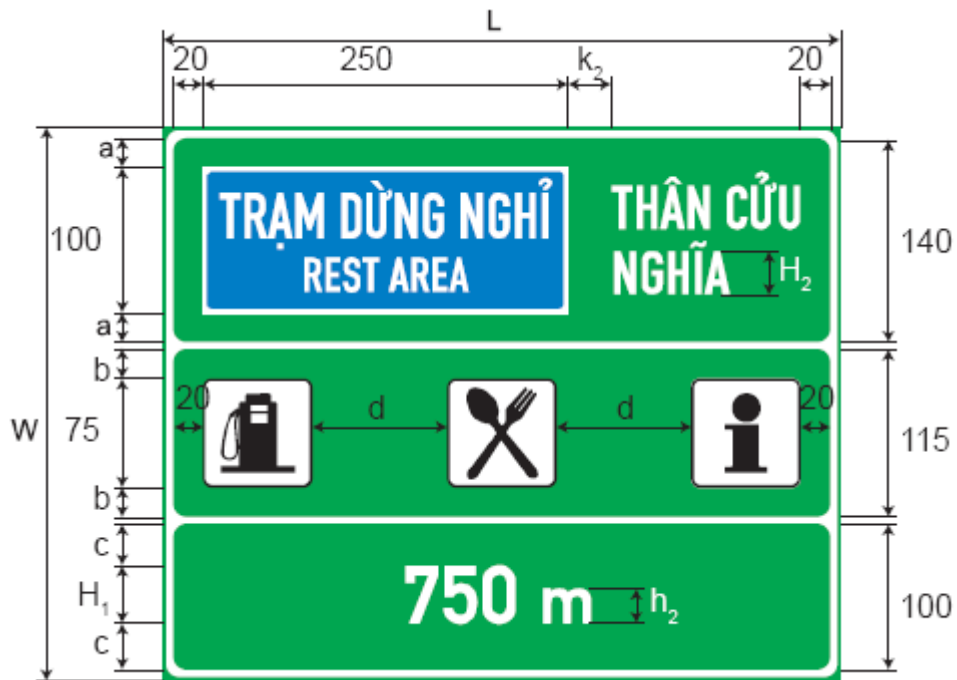 L
20 250 k₂ 20
a
100
a
TRẠM DỪNG NGHỈ
REST AREA
THÂN CỬU
NGHĨA
H₂
140
W
b
75
b
20
d
d
20
115
c
H₁
c
750 m
h₂
100